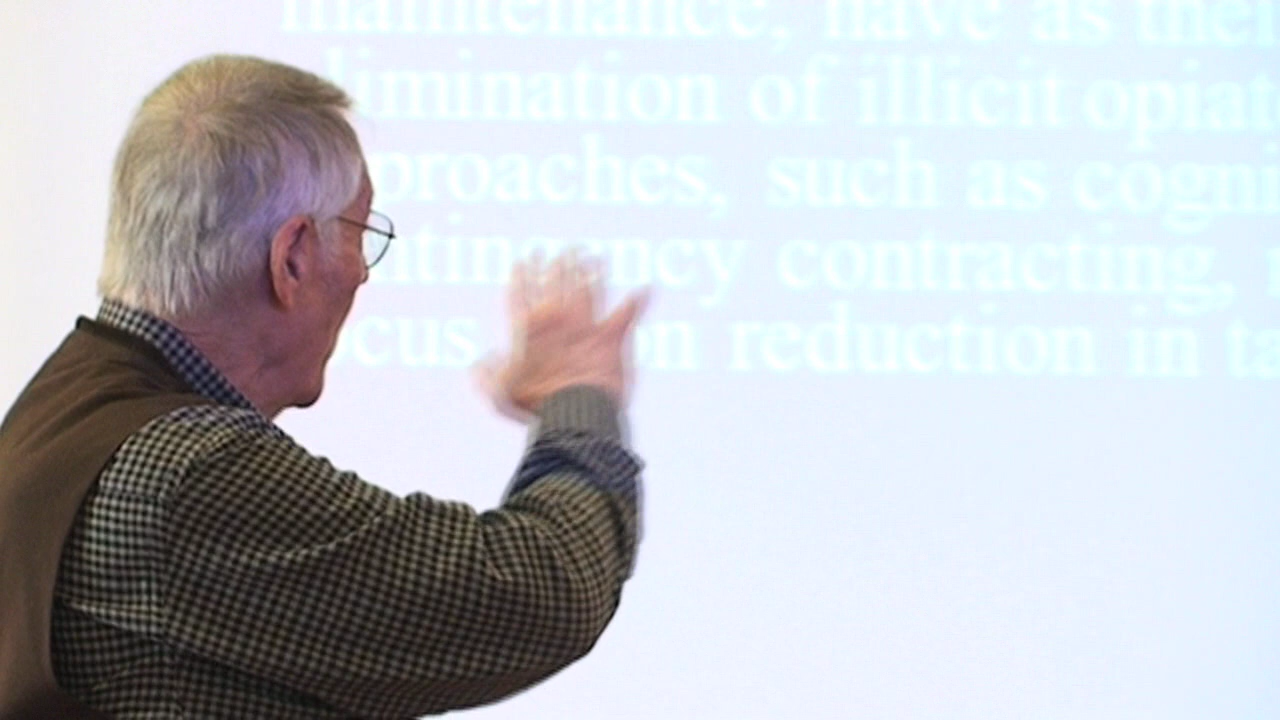 maintenance, have as their
limination of illicit opiat
proaches, such as cogni
ntingency contracting,
ocus on reduction in ta